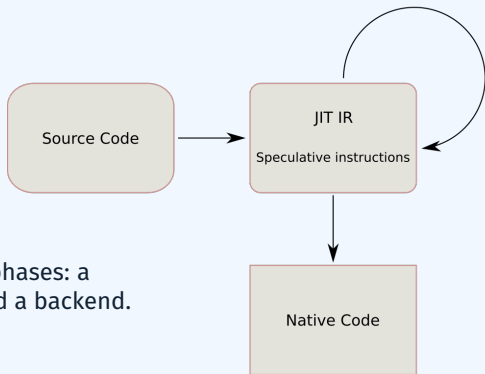 Source Code
JIT IR
Speculative instructions
phases: a
d a backend.
Native Code